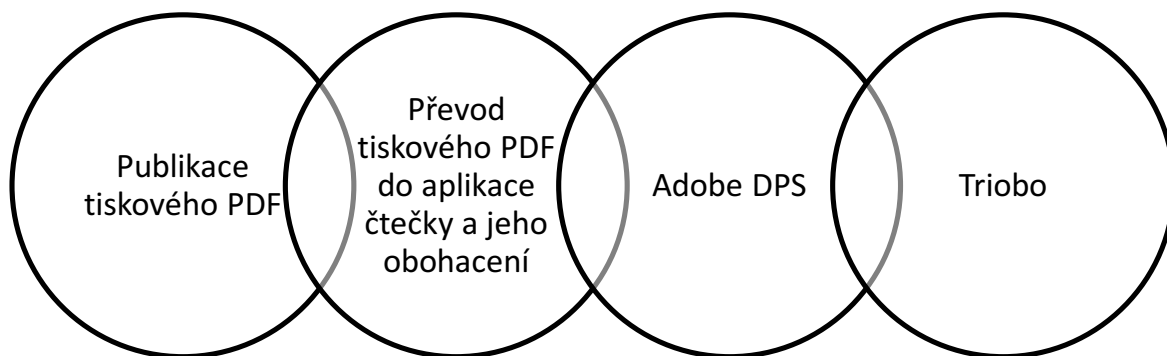 Publikace
tiskového PDF
Převod
tiskového PDF
do aplikace
čtečky a jeho
obohacení
Adobe DPS
Triobo